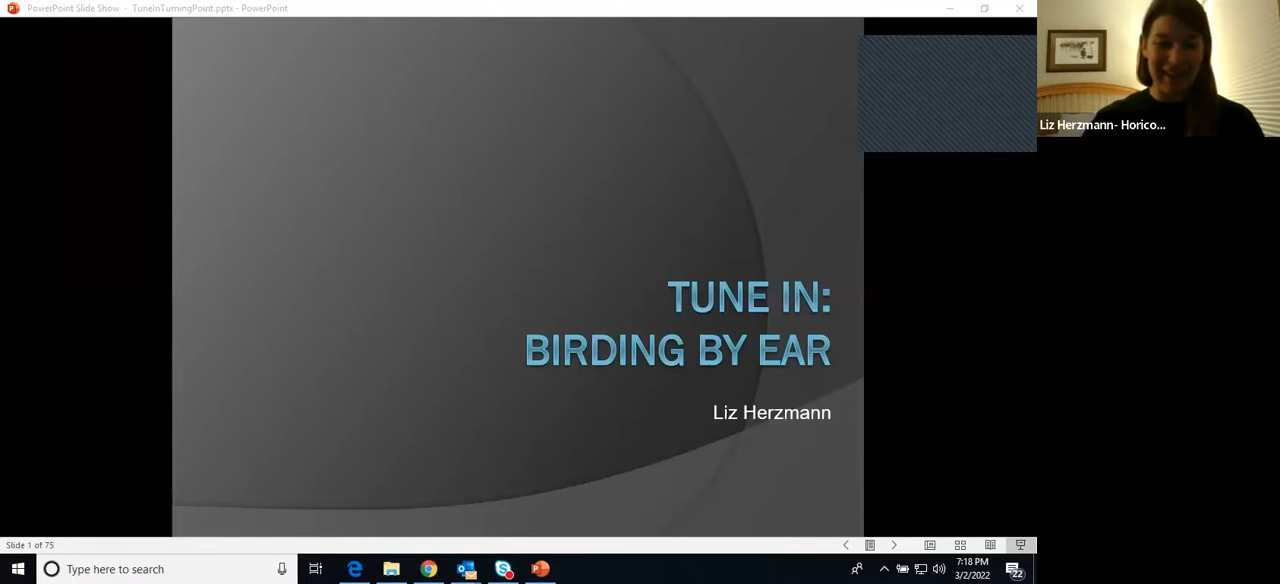 PowerPoint Slide Show - TuneInTurningPoint.pptx - PowerPoint
Liz Herzmann- Horico...
TUNE IN:
BIRDING BY EAR
Liz Herzmann
Slide 1 of 75
Type here to search
7:18 PM
3/2/2022
22